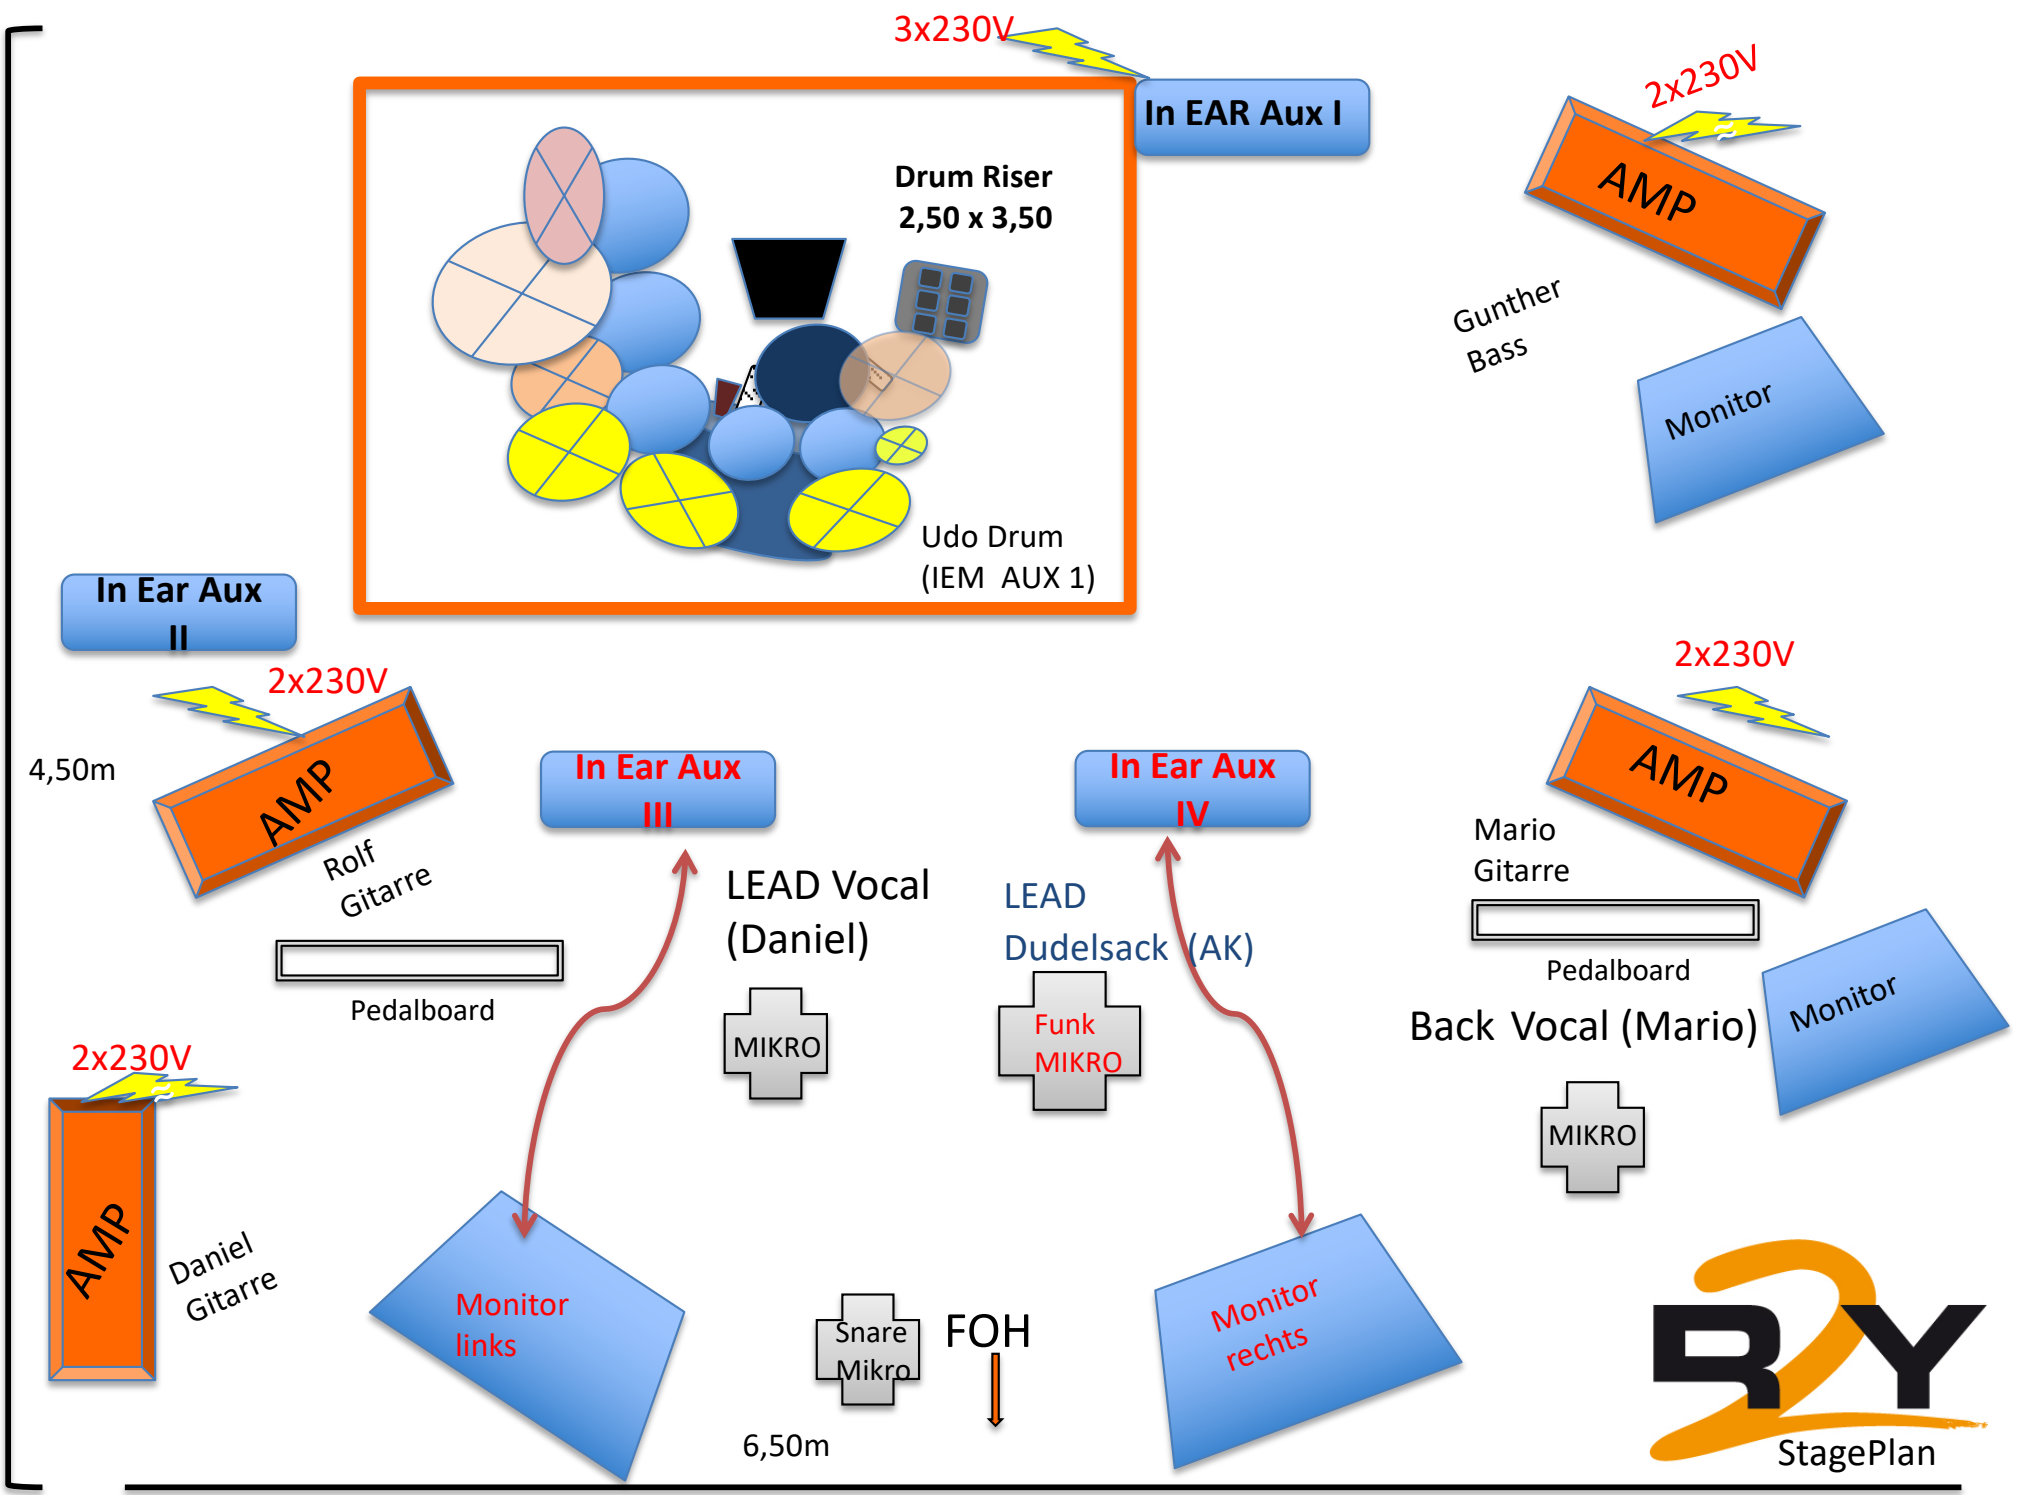 3x230V
In EAR Aux I
2x230V
AMP
Drum Riser
2,50 x 3,50
Gunther
Bass
Monitor
Udo Drum
(IEM AUX 1)
In Ear Aux
II
2x230V
2x230V
4,50m
AMP
Rolf
Gitarre
In Ear Aux
III
In Ear Aux
IV
AMP
Mario
Gitarre
LEAD Vocal
(Daniel)
LEAD
Dudelsack (AK)
Pedalboard
Pedalboard
Monitor
MIKRO
Funk
MIKRO
Back Vocal (Mario)
MIKRO
2x230V
AMP
Daniel
Gitarre
Monitor
links
Snare
Mikro
FOH
Monitor
rechts
6,50m
R2Y
StagePlan